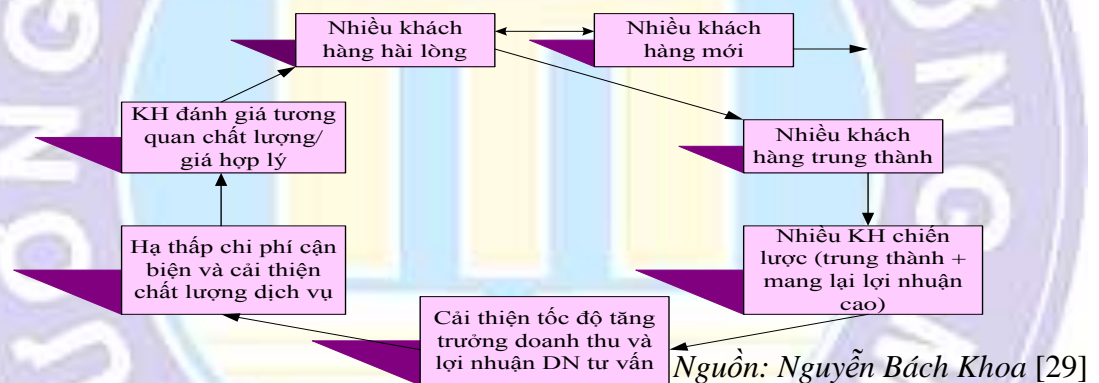 Nhiều khách
hàng hài lòng
Nhiều khách
hàng mới
KH đánh giá tương
quan chất lượng/
giá hợp lý
Nhiều khách
hàng trung thành
Hạ thấp chi phí cận
biện và cải thiện
chất lượng dịch vụ
Nhiều KH chiến
lược (trung thành +
mang lại lợi nhuận
cao)
Cải thiện tốc độ tăng
trưởng doanh thu và
lợi nhuận DN tư vấn
Nguồn: Nguyễn Bách Khoa [29]